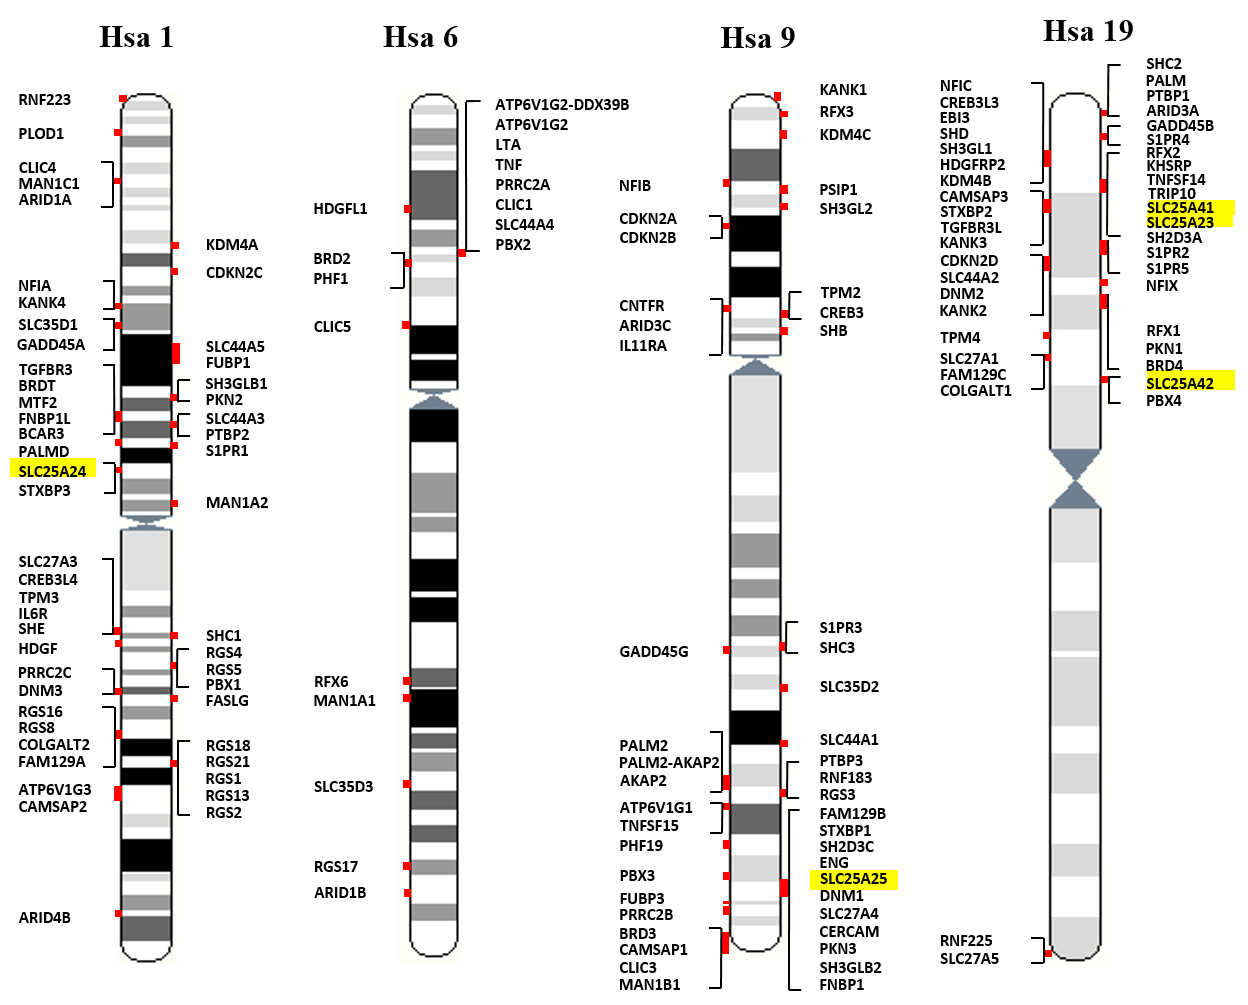 Hsa 1
RNF223
PLOD1
CLIC4
MAN1C1
ARID1A
NFIA
KANK4
SLC35D1
GADD45A
TGFBR3
BRDT
MTF2
FNBP1L
BCAR3
PALMD
SLC25A24
STXBP3
SLC27A3
CREB3L4
TPM3
IL6R
SHE
HDGF
PRRC2C
DNM3
RGS16
RGS8
COLGALT2
FAM129A
ATP6V1G3
CAMSAP2
ARID4B
KDM4A
CDKN2C
SLC44A5
FUBP1
SH3GLB1
PKN2
SLC44A3
PTBP2
S1PR1
MAN1A2
SHC1
RGS4
RGS5
PBX1
FASLG
RGS18
RGS21
RGS1
RGS13
RGS2
Hsa 6
HDGFL1
BRD2
PHF1
CLIC5
RFX6
MAN1A1
SLC35D3
RGS17
ARID1B
ATP6V1G2-DDX39B
ATP6V1G2
LTA
TNF
PRRC2A
CLIC1
SLC44A4
PBX2
Hsa 9
NFIB
CDKN2A
CDKN2B
CNTFR
ARID3C
IL11RA
GADD45G
PALM2
PALM2-AKAP2
AKAP2
ATP6V1G1
TNFSF15
PHF19
PBX3
FUBP3
PRRC2B
BRD3
CAMSAP1
CLIC3
MAN1B1
KANK1
RFX3
KDM4C
PSIP1
SH3GL2
TPM2
CREB3
SHB
S1PR3
SHC3
SLC35D2
SLC44A1
PTBP3
RNF183
RGS3
FAM129B
STXBP1
SH2D3C
ENG
SLC25A25
DNM1
SLC27A4
CERCAM
PKN3
SH3GLB2
FNBP1
Hsa 19
NFIC
CREB3L3
EBI3
SHD
SH3GL1
HDGFRP2
KDM4B
CAMSAP3
STXBP2
TGFBR3L
KANK3
CDKN2D
SLC44A2
DNM2
KANK2
TPM4
SLC27A1
FAM129C
COLGALT1
RNF225
SLC27A5
SHC2
PALM
PTBP1
ARID3A
GADD45B
S1PR4
RFX2
KHSRP
TNFSF14
TRIP10
SLC25A41
SLC25A23
SH2D3A
S1PR2
S1PR5
NFIX
RFX1
PKN1
BRD4
SLC25A42
PBX4